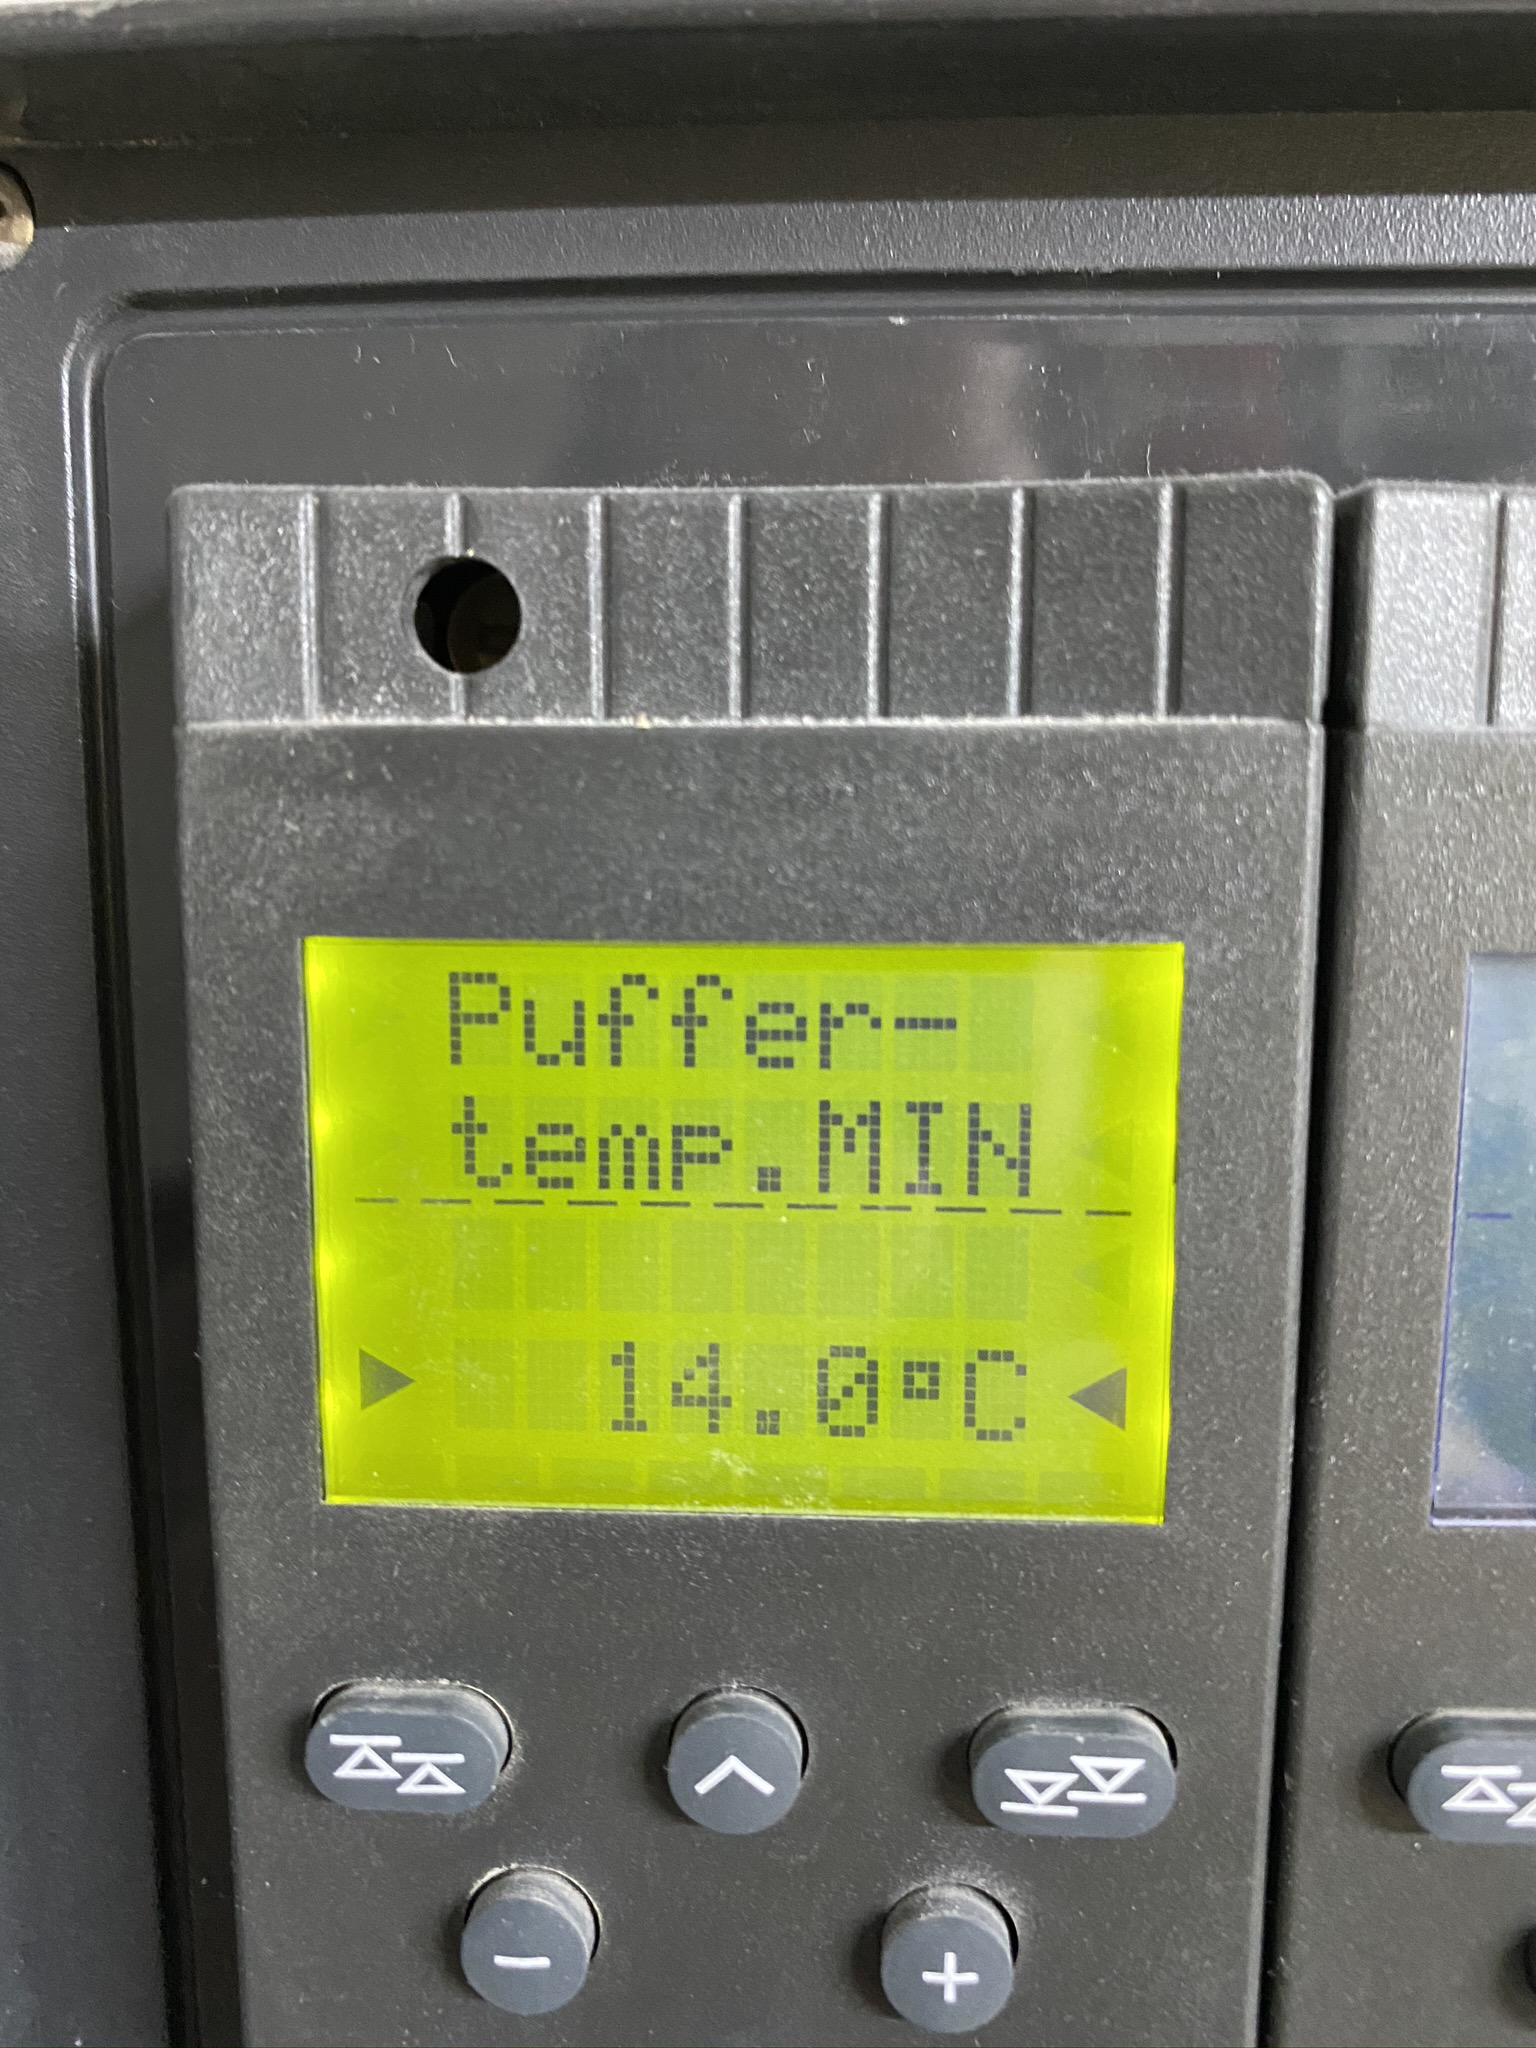 Puffer-
temp.MIN
14.0°C
- +